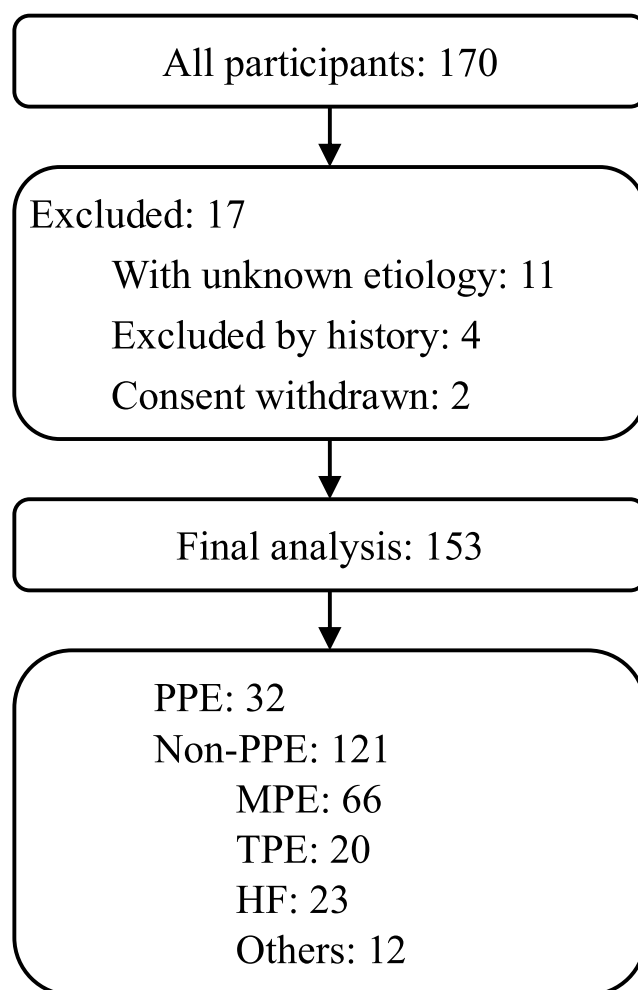 All participants: 170
Excluded: 17
With unknown etiology: 11
Excluded by history: 4
Consent withdrawn: 2
Final analysis: 153
PPE: 32
Non-PPE: 121
MPE: 66
TPE: 20
HF: 23
Others: 12